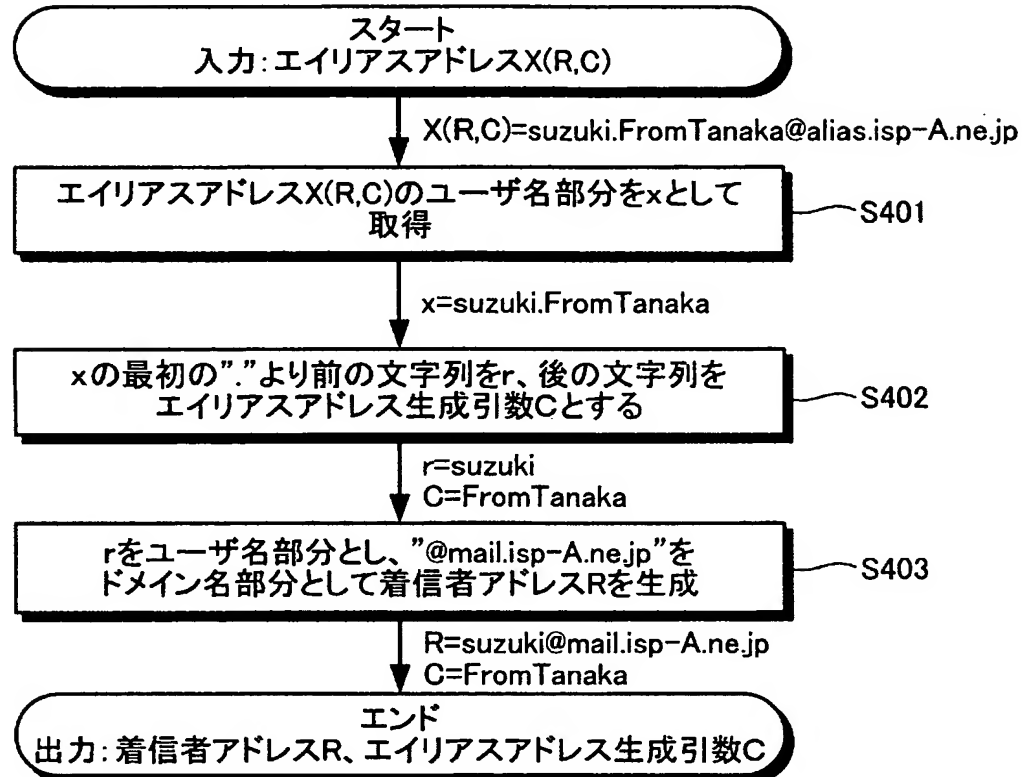 スタート
入力:エイリアスアドレスX(R,C)
X(R,C)=suzuki.FromTanaka@alias.isp-A.ne.jp
エイリアスアドレスX(R,C)のユーザ名部分をxとして
取得
S401
x=suzuki.FromTanaka
xの最初の"."より前の文字列をr、後の文字列を
エイリアスアドレス生成引数Cとする
S402
r=suzuki
C=FromTanaka
rをユーザ名部分とし、"@mail.isp-A.ne.jp"を
ドメイン名部分として着信者アドレスRを生成
S403
R=suzuki@mail.isp-A.ne.jp
C=FromTanaka
エンド
出力:着信者アドレスR、エイリアスアドレス生成引数C